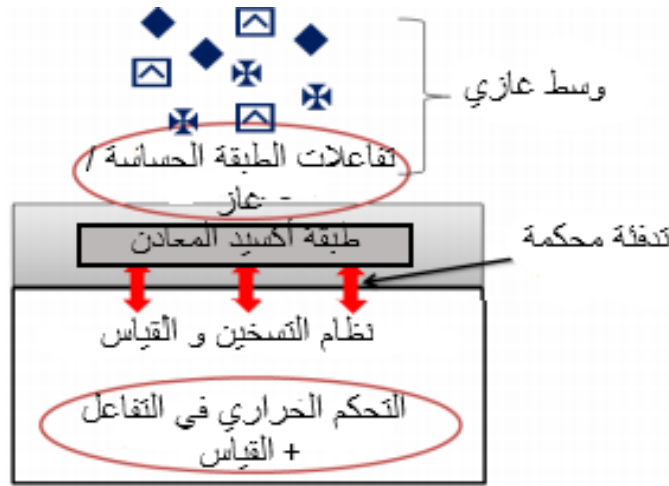 وسط غازي
تفاعلات الطبقة الحساسة /
- غاز
طبقة أكسيد المعادن
تدفئة محكمة
نظام التسخين و القياس
التحكم الحراري في التفاعل
+ القياس